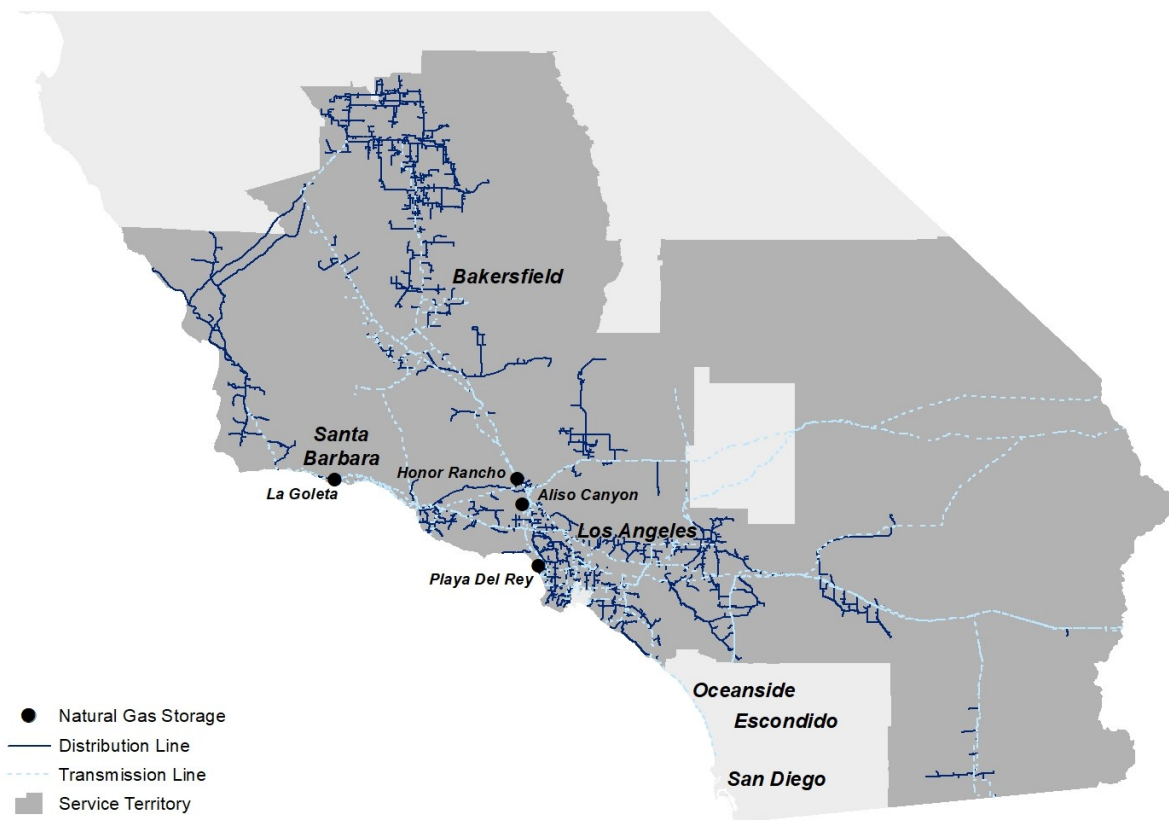 Bakersfield
Santa
Barbara
Honor Rancho
La Goleta
Aliso Canyon
Los Angeles
Playa Del Rey
Oceanside
Escondido
San Diego
Natural Gas Storage
Distribution Line
Transmission Line
Service Territory